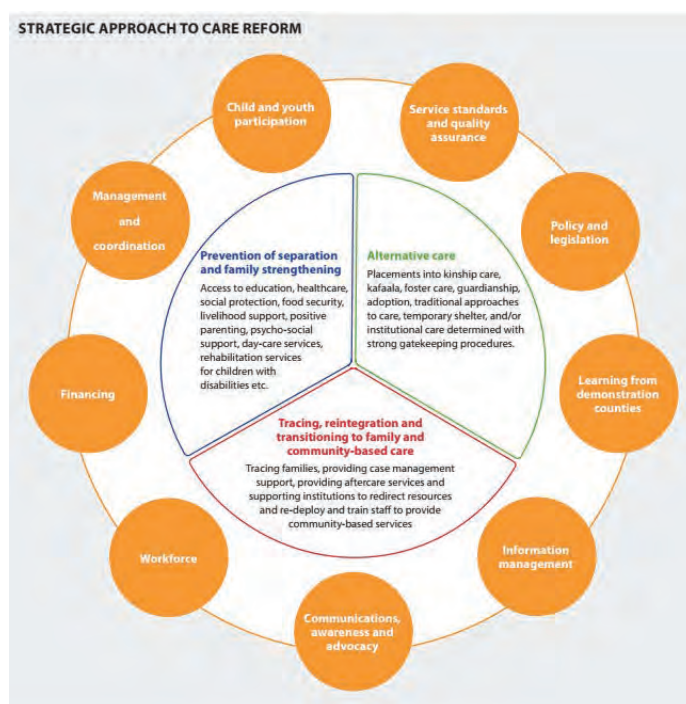 STRATEGIC APPROACH TO CARE REFORM
Child and youth
participation
Service standards
and quality
assurance
Management
and
coordination
Policy and
legislation
Prevention of separation
and family strengthening
Access to education, healthcare,
social protection, food security,
livelihood support, positive
parenting, psycho-social
support, day-care services,
rehabilitation services
for children with
disabilities etc.
Alternative care
Placements into kinship care,
kafaala, foster care, guardianship,
adoption, traditional approaches
to care, temporary shelter, and/or
institutional care determined with
strong gatekeeping procedures.
Financing
Learning from
demonstration
counties
Tracing, reintegration and
transitioning to family and
community-based care
Tracing families, providing case management
support, providing aftercare services and
supporting institutions to redirect resources
and re-deploy and train staff to provide
community-based services
Workforce
Information
management
Communications,
awareness and
advocacy